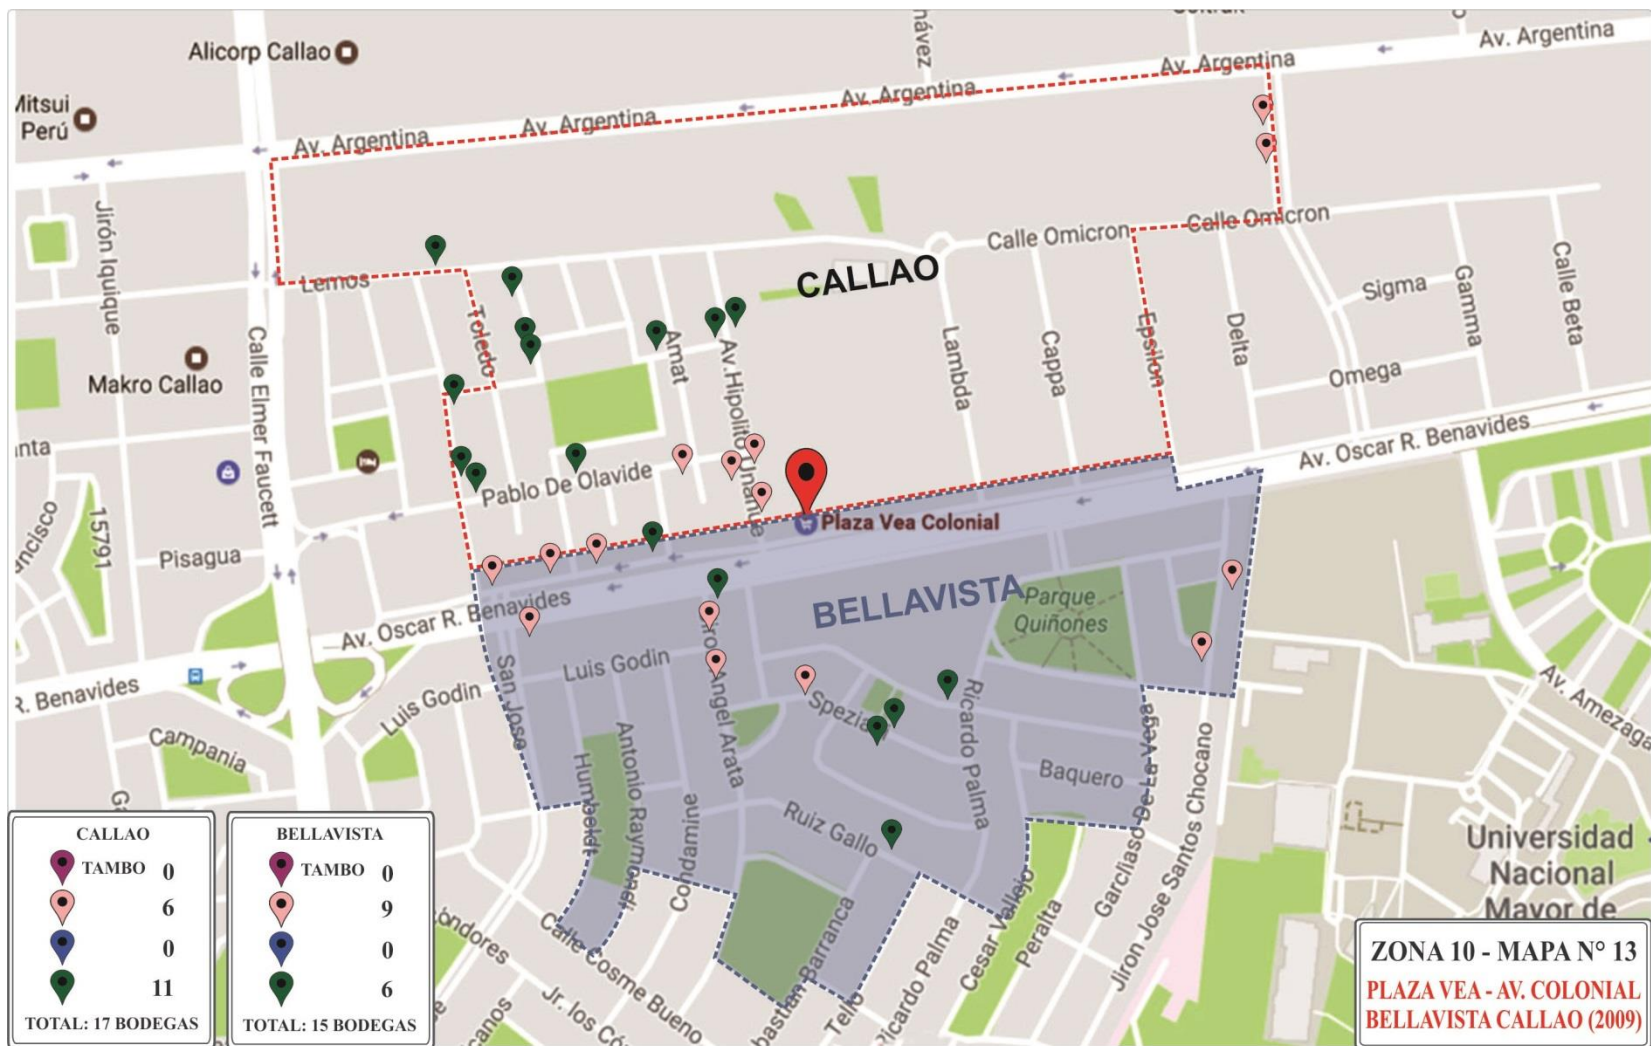 Alicorp Callao
Mitsui
Perú
Av. Argentina
Av. Argentina
Av. Argentina
Av. Argentina
Av. Argentina
Jirón Iquique
Lemos
Calle Omicron
Calle Omicron
CALLAO
Toledo
Amat
Av.Hipolito Unanue
Lambda
Cappa
Epsilon
Delta
Sigma
Gamma
Calle Beta
Omega
Makro Callao
Calle Elmer Faucett
Pablo De Olavide
Av. Oscar R. Benavides
Plaza Vea Colonial
15791
Pisagua
BELLAVISTA
Parque
Quiñones
Av. Oscar R. Benavides
R. Benavides
Luis Godin
Luis Godin
San Jose
Angel Arata
Spezia
Ricardo Palma
Baquero
Campania
Humboldt
Antonio Raymondi
Condamine
Ruiz Gallo
Garcilaso De La Vega
Jiron Jose Santos Chocano
Av. Amezaga
Cesar Vallejo
Peralta
Calle Cosme Bueno
Jr. los
Tello
Ricardo Palma
Universidad
Nacional
Mayor de
CALLAO
TAMBO 0
6
0
11
TOTAL: 17 BODEGAS
BELLAVISTA
TAMBO 0
9
0
6
TOTAL: 15 BODEGAS
ZONA 10 - MAPA N° 13
PLAZA VEA - AV. COLONIAL
BELLAVISTA CALLAO (2009)